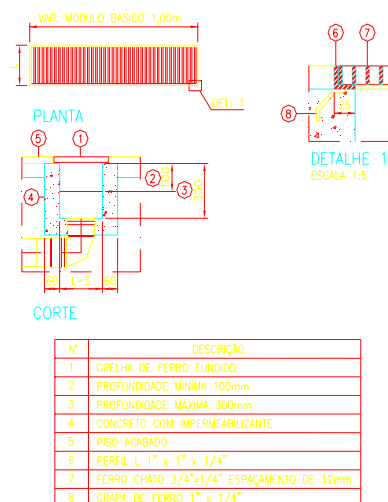 VAR. MÓDULO BÁSICO 1,00m
L
DET. 1
PLANTA
6
7
8
25
DETALHE 1
ESCALA 1:5
5
1
4
2
3
100
300
60
L-5
60
CORTE
Nº DESCRIÇÃO
1 GRELHA DE FERRO FUNDIDO
2 PROFUNDIDADE MÍNIMA 100mm
3 PROFUNDIDADE MÁXIMA 300mm
4 CONCRETO COM IMPERMEABILIZANTE
5 PISO ACABADO
6 PERFIL L 1" x 1" x 1/4"
7 FERRO CHATO 3/4"x1/4" ESPAÇAMENTO DE 12mm
8 GRAPA DE FERRO 1" x 1/4"